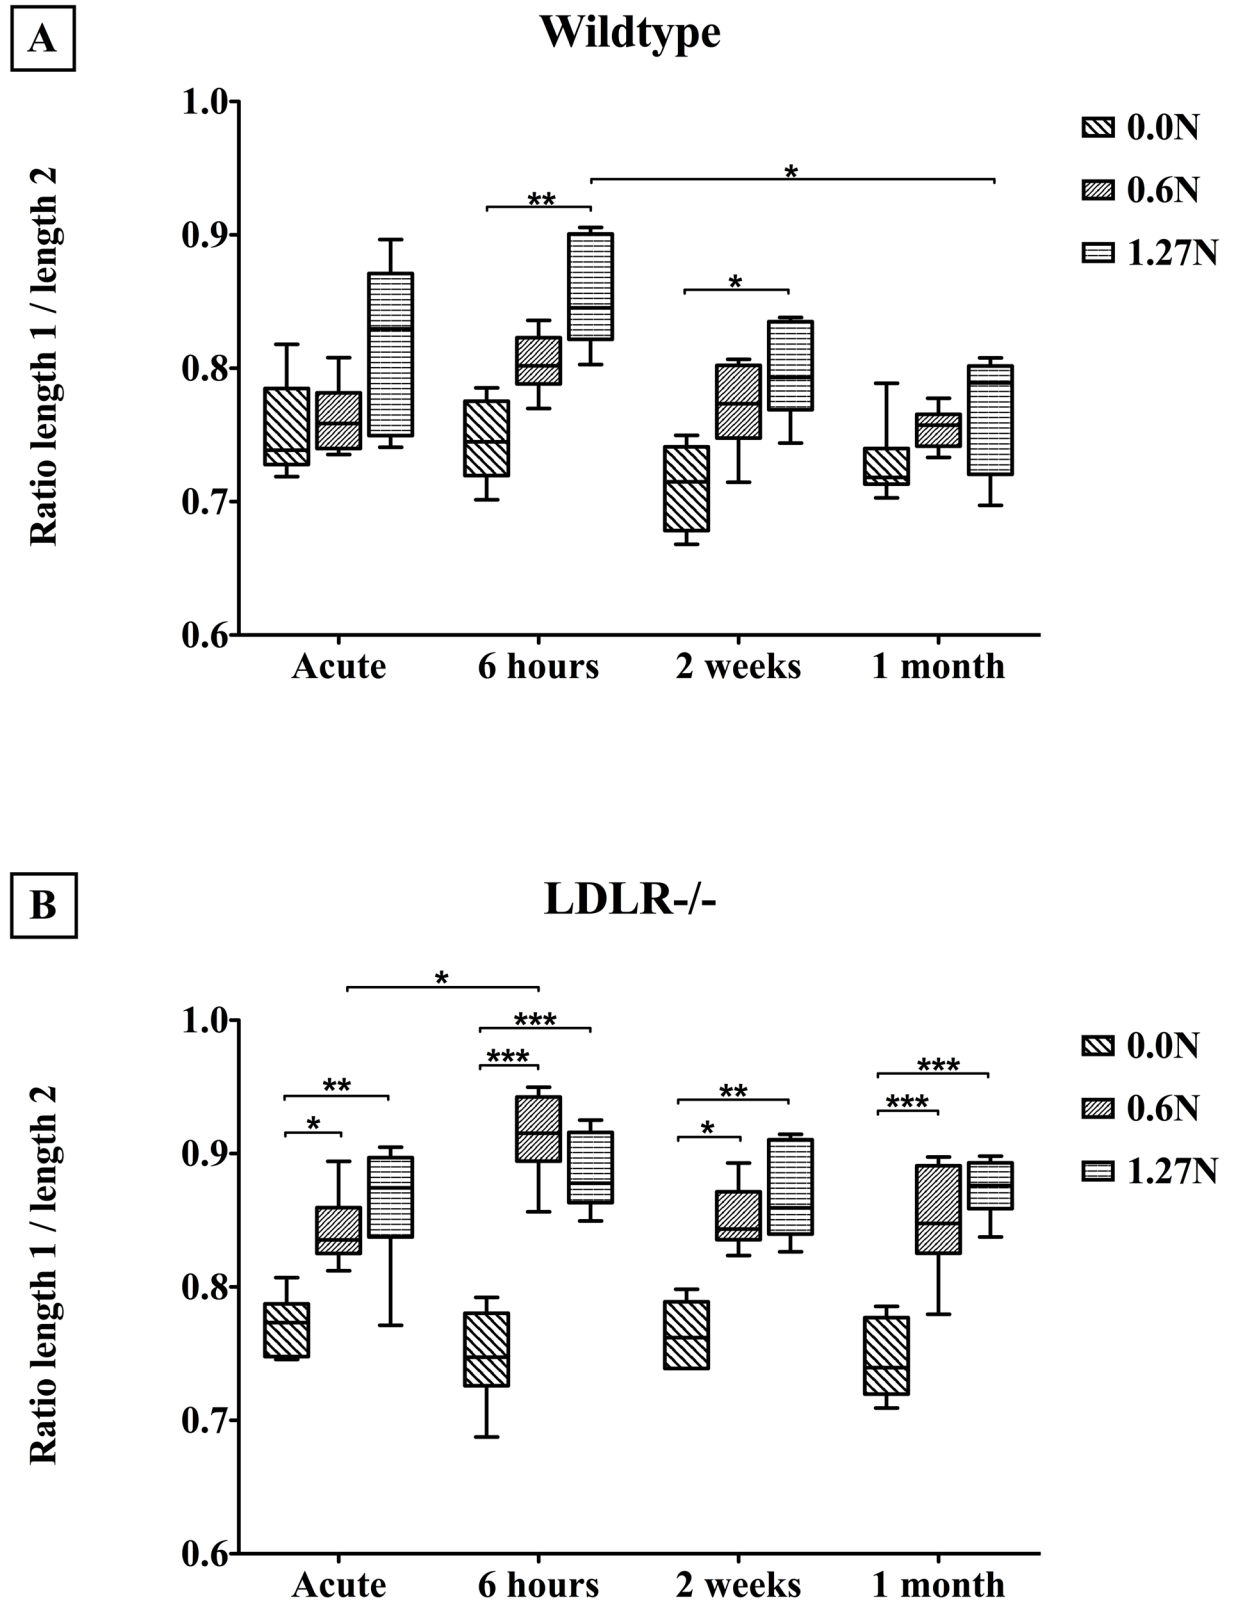 A
Wildtype
Ratio length 1 / length 2
1.0
0.9
0.8
0.7
0.6
*
**
*
0.0N
0.6N
1.27N
Acute
6 hours
2 weeks
1 month
B
LDLR-/-
Ratio length 1 / length 2
1.0
0.9
0.8
0.7
0.6
*
***
***
**
*
**
*
***
***
0.0N
0.6N
1.27N
Acute
6 hours
2 weeks
1 month